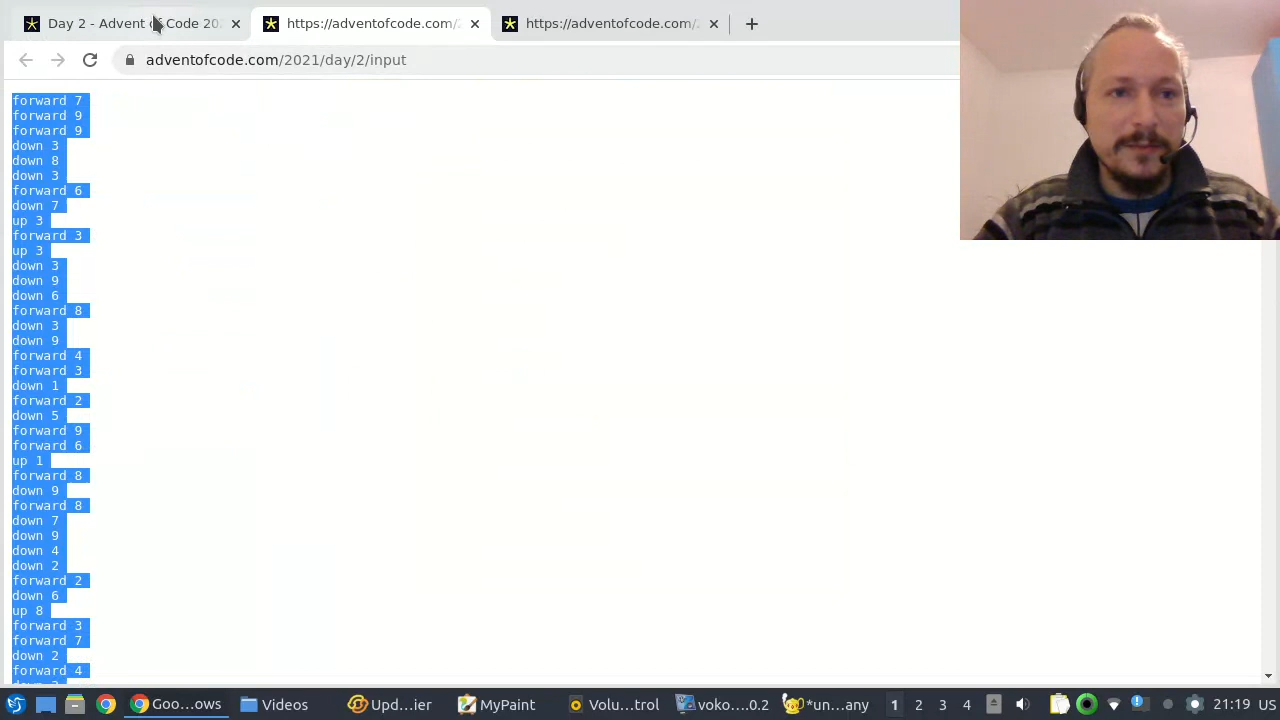 Day 2 - Advent of Code 20
https://adventofcode.com/2
https://adventofcode.com/2
adventofcode.com/2021/day/2/input
forward 7
forward 9
forward 9
down 3
down 8
down 3
forward 6
down 7
up 3
forward 3
up 3
down 3
down 9
down 6
forward 8
down 3
down 9
forward 4
forward 3
down 1
forward 2
down 5
forward 9
forward 6
up 1
forward 8
down 9
forward 8
down 7
down 9
down 4
down 2
forward 2
down 6
up 8
forward 3
forward 7
down 2
forward 4
Goo...ows
Videos
Upd...ier
MyPaint
Volu...trol
voko....0.2
*un...any
1
2
3
4
21:19
US